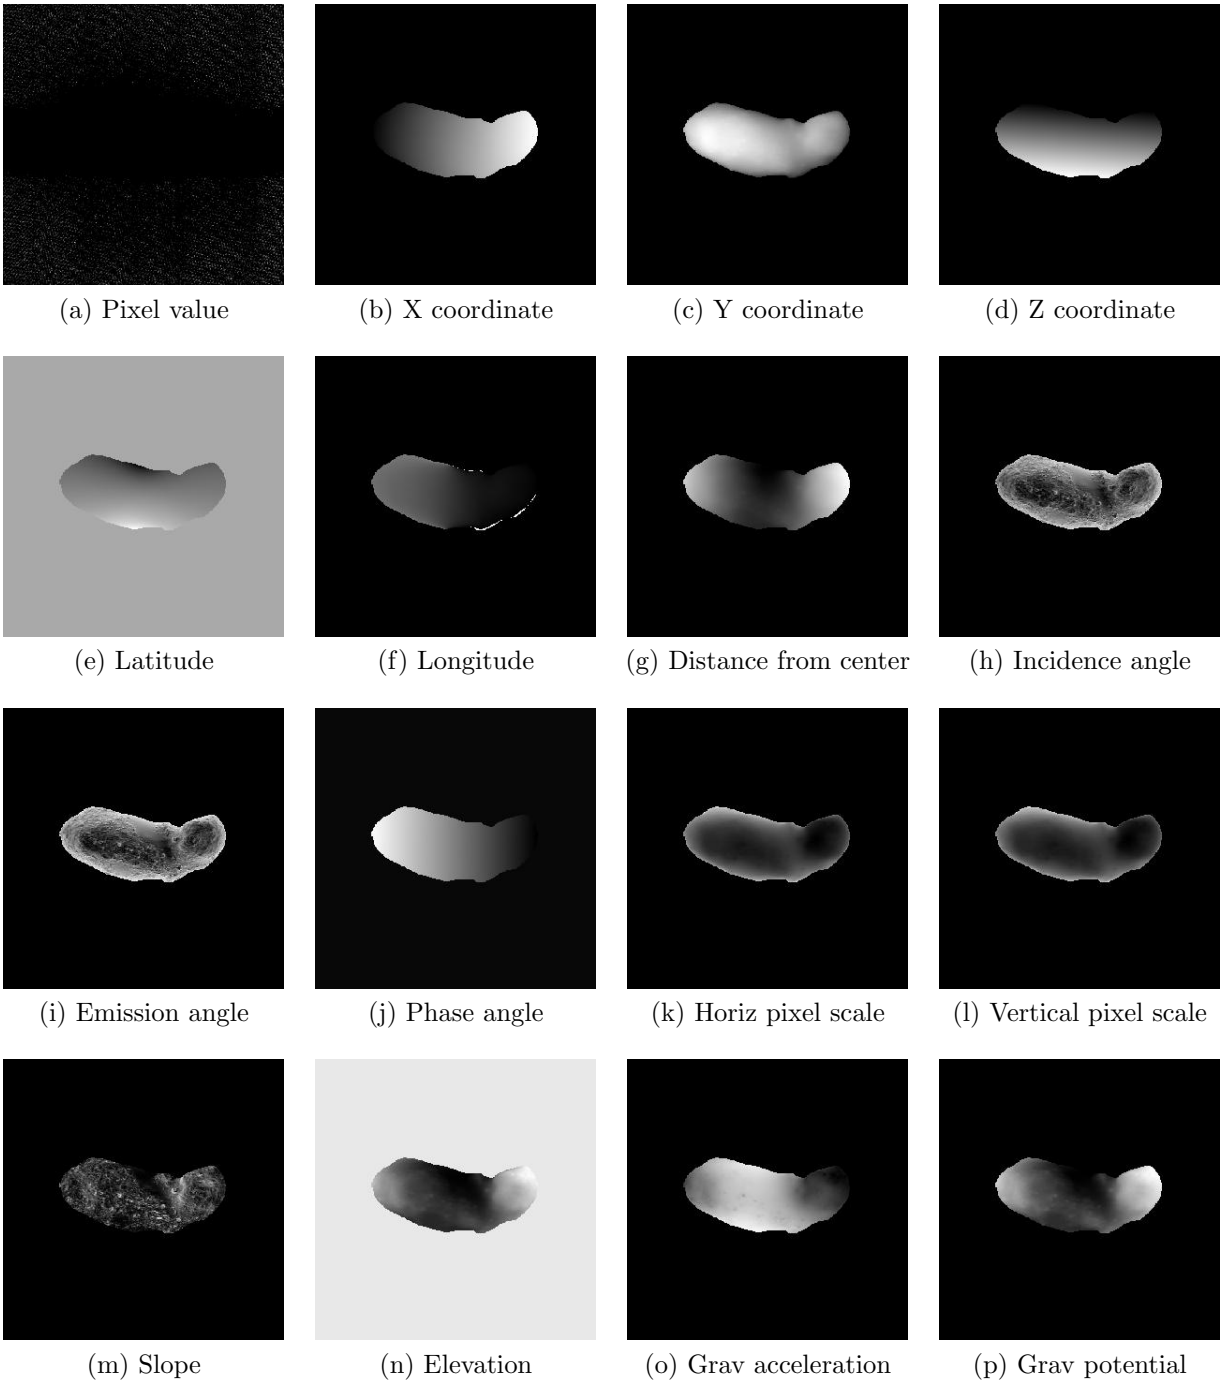 (a) Pixel value
(b) X coordinate
(c) Y coordinate
(d) Z coordinate
(e) Latitude
(f) Longitude
(g) Distance from center
(h) Incidence angle
(i) Emission angle
(j) Phase angle
(k) Horiz pixel scale
(l) Vertical pixel scale
(m) Slope
(n) Elevation
(o) Grav acceleration
(p) Grav potential